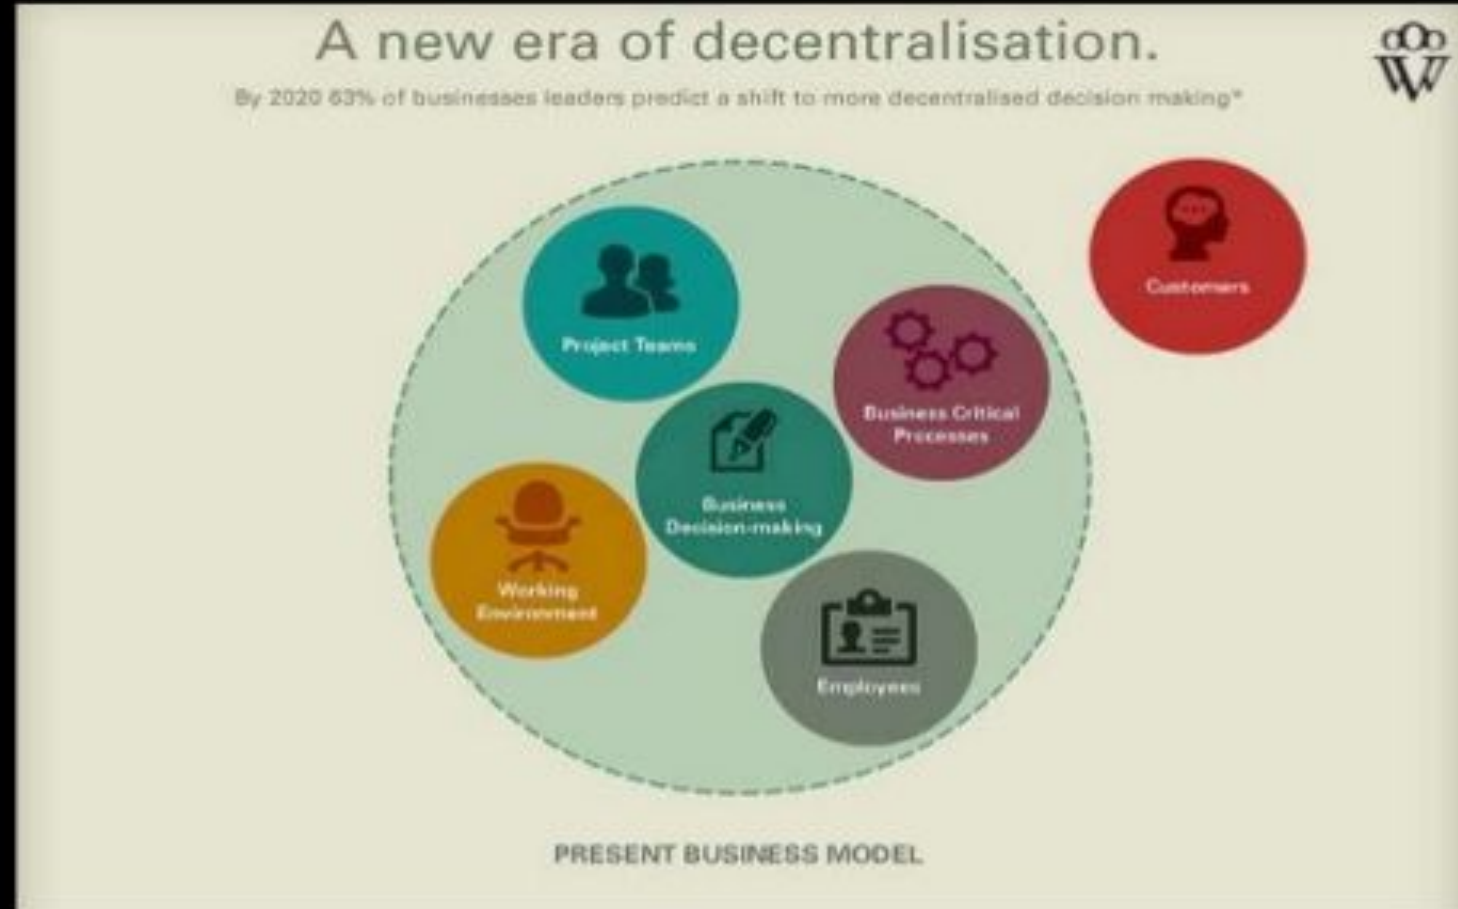 A new era of decentralisation.
By 2020 63% of businesses leaders predict a shift to more decentralised decision making*
Customers
Project Teams
Business Critical
Processes
Business
Decision-making
Working
Environment
Employees
PRESENT BUSINESS MODEL